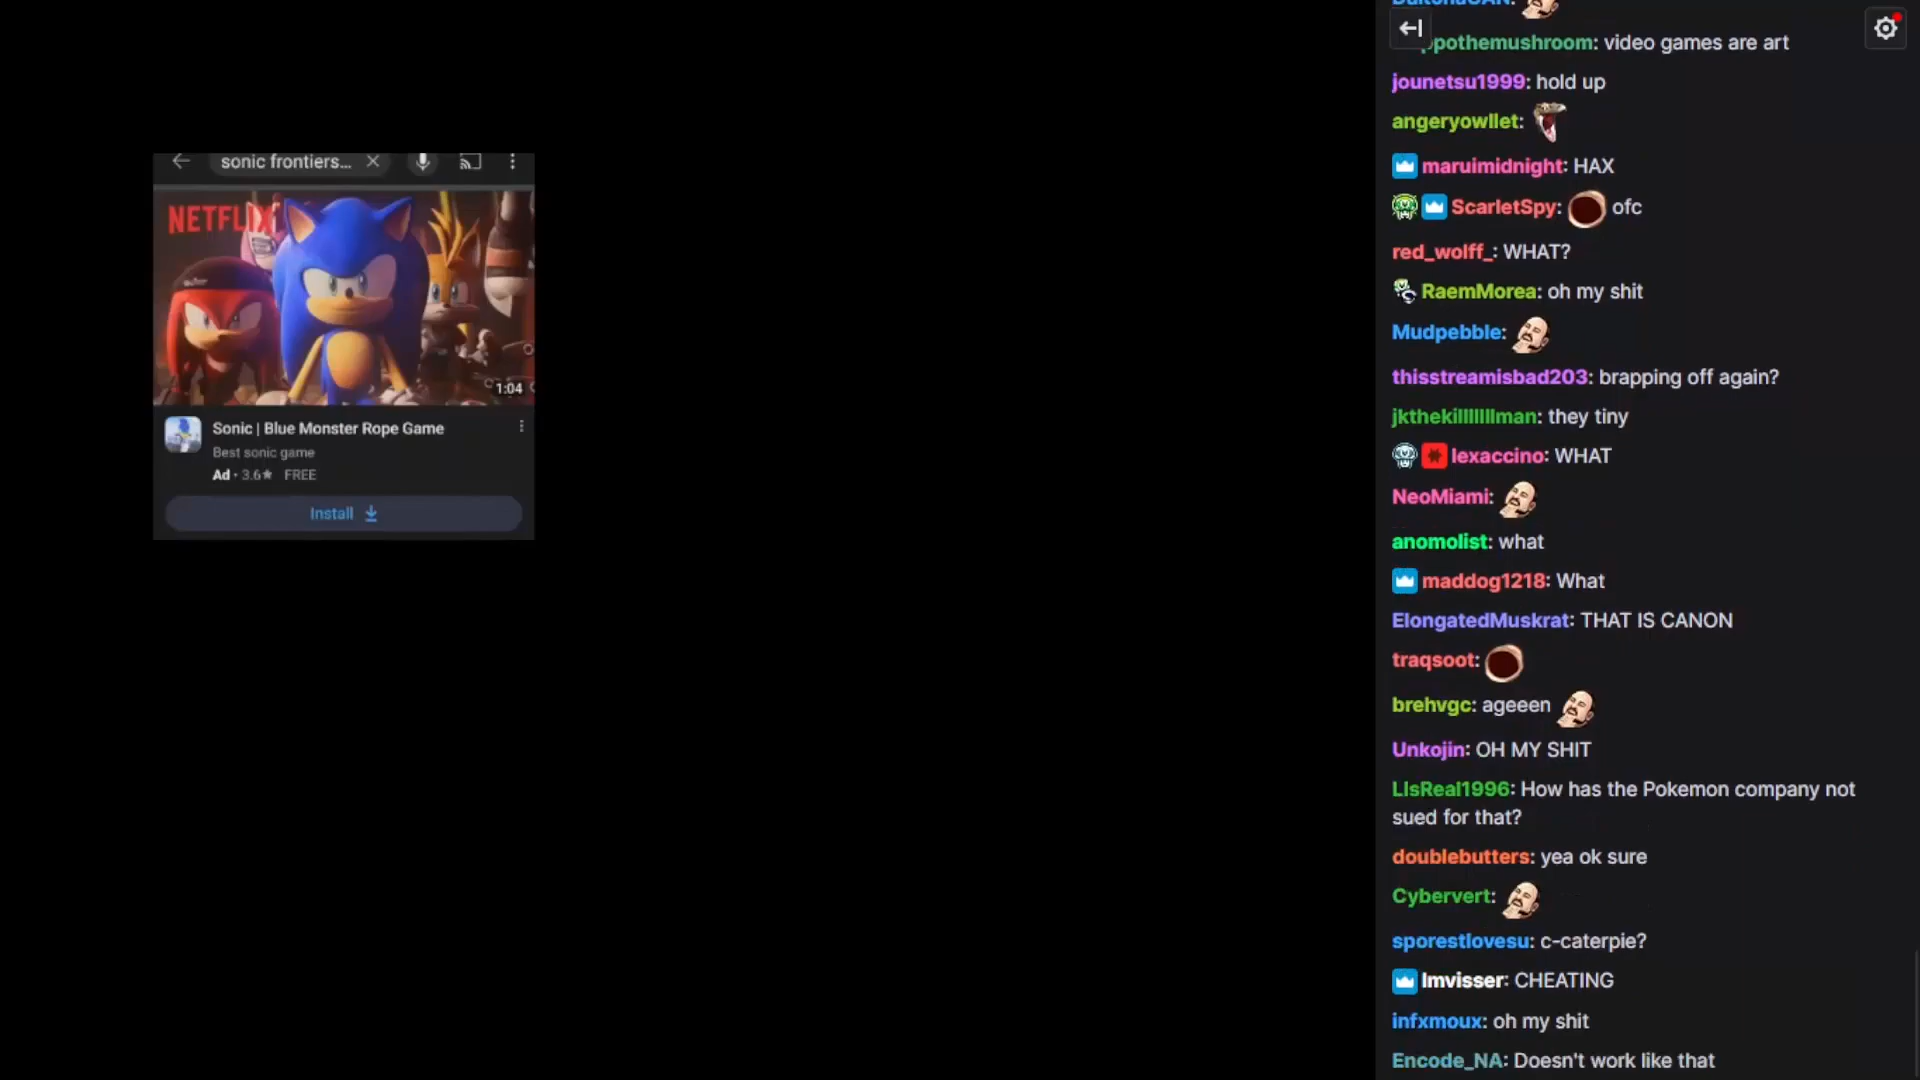 sonic frontiers...
NETFLIX
1:04
Sonic | Blue Monster Rope Game
Best sonic game
Ad · 3.6★ FREE
Install
ppothemushroom: video games are art
jounetsu1999: hold up
angeryowllet:
maruimidnight: HAX
ScarletSpy: ofc
red_wolff_: WHAT?
RaemMorea: oh my shit
Mudpebble:
thisstreamisbad203: brapping off again?
jkthekillllllllman: they tiny
lexaccino: WHAT
NeoMiami:
anomolist: what
maddog1218: What
ElongatedMuskrat: THAT IS CANON
traqsoot:
brehvgc: ageeen
Unkojin: OH MY SHIT
LIsReal1996: How has the Pokemon company not
sued for that?
doublebutters: yea ok sure
Cybervert:
sporestlovesu: c-caterpie?
lmvisser: CHEATING
infxmoux: oh my shit
Encode_NA: Doesn't work like that